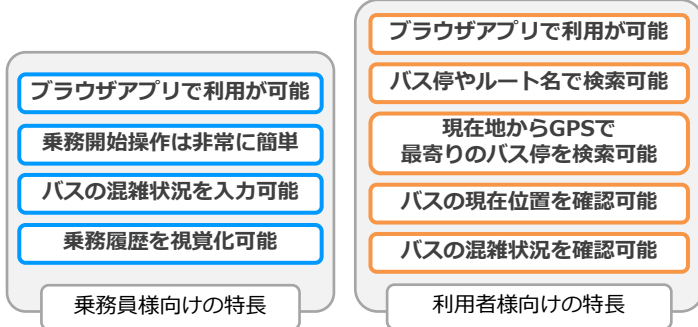 ブラウザアプリで利用が可能
乗務開始操作は非常に簡単
バスの混雑状況を入力可能
乗務履歴を視覚化可能
乗務員様向けの特長
ブラウザアプリで利用が可能
バス停やルート名で検索可能
現在地からGPSで
最寄りのバス停を検索可能
バスの現在位置を確認可能
バスの混雑状況を確認可能
利用者様向けの特長